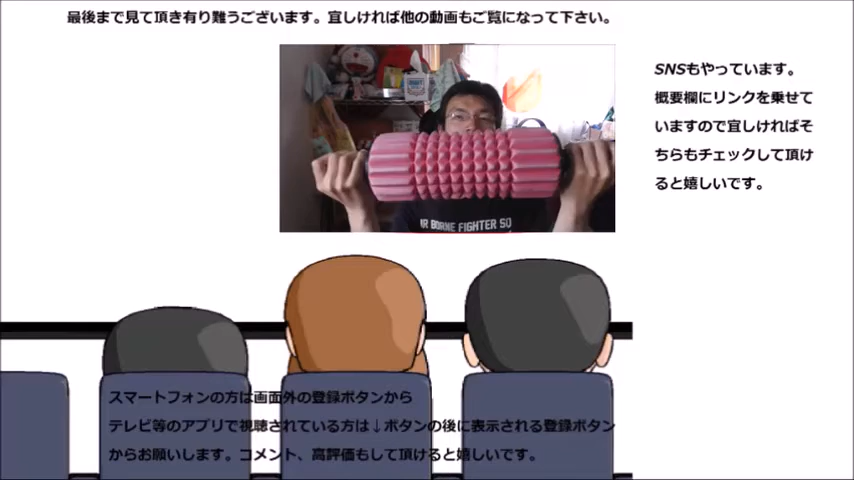 最後まで見て頂き有り難うございます。宜しければ他の動画もご覧になって下さい。
SNSもやっています。
概要欄にリンクを乗せて
いますので宜しければそ
ちらもチェックして頂け
ると嬉しいです。
IR BORNE FIGHTER SO
スマートフォンの方は画面外の登録ボタンから
テレビ等のアプリで視聴されている方は↓ボタンの後に表示される登録ボタン
からお願いします。コメント、高評価もして頂けると嬉しいです。